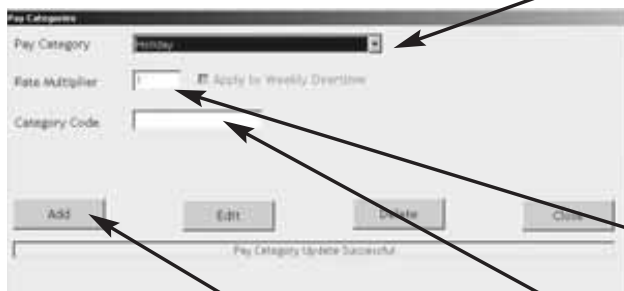 Pay Categories
Pay Category Holiday
Rate Multiplier 1 Apply to Weekly Overtime
Category Code
Add Edit Delete Close
Pay Category Update Successful